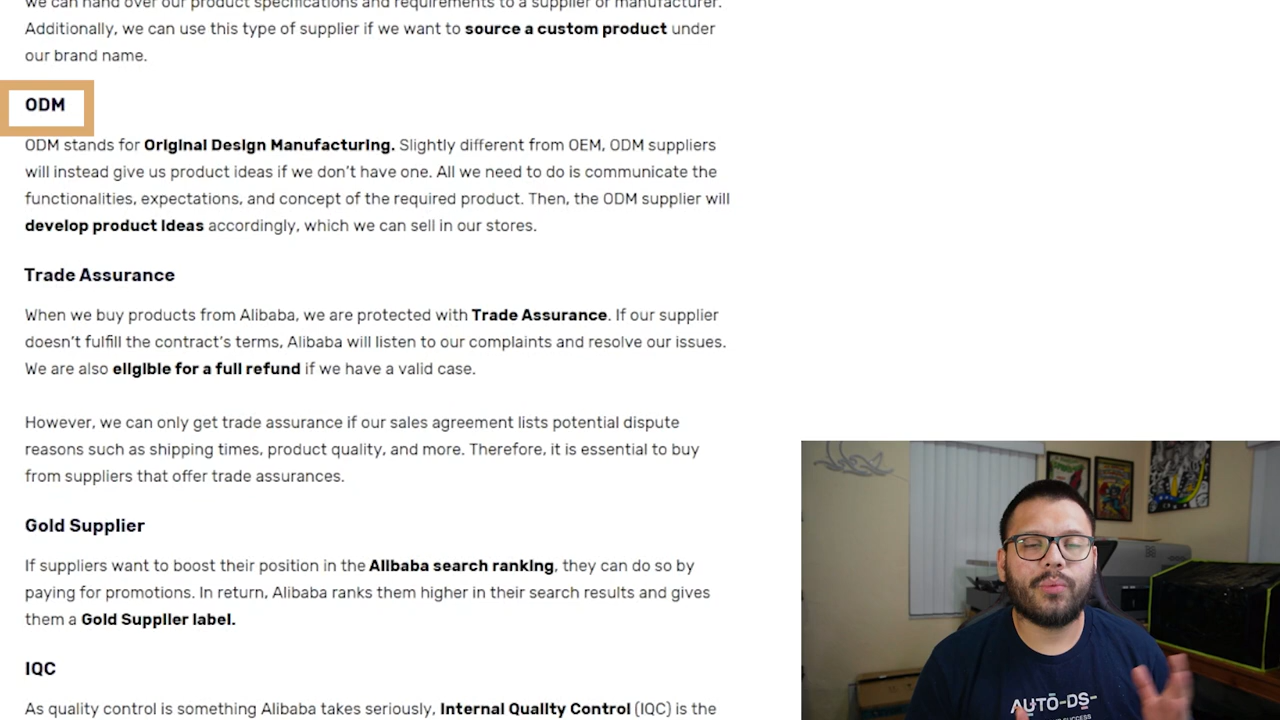 we can hand over our product specifications and requirements to a supplier or manufacturer.
Additionally, we can use this type of supplier if we want to source a custom product under
our brand name.
ODM
ODM stands for Original Design Manufacturing. Slightly different from OEM, ODM suppliers
will instead give us product ideas if we don’t have one. All we need to do is communicate the
functionalities, expectations, and concept of the required product. Then, the ODM supplier will
develop product ideas accordingly, which we can sell in our stores.
Trade Assurance
When we buy products from Alibaba, we are protected with Trade Assurance. If our supplier
doesn’t fulfill the contract’s terms, Alibaba will listen to our complaints and resolve our issues.
We are also eligible for a full refund if we have a valid case.
However, we can only get trade assurance if our sales agreement lists potential dispute
reasons such as shipping times, product quality, and more. Therefore, it is essential to buy
from suppliers that offer trade assurances.
Gold Supplier
If suppliers want to boost their position in the Alibaba search ranking, they can do so by
paying for promotions. In return, Alibaba ranks them higher in their search results and gives
them a Gold Supplier label.
IQC
As quality control is something Alibaba takes seriously, Internal Quality Control (IQC) is the
AUTO-DS-
SUCCESS